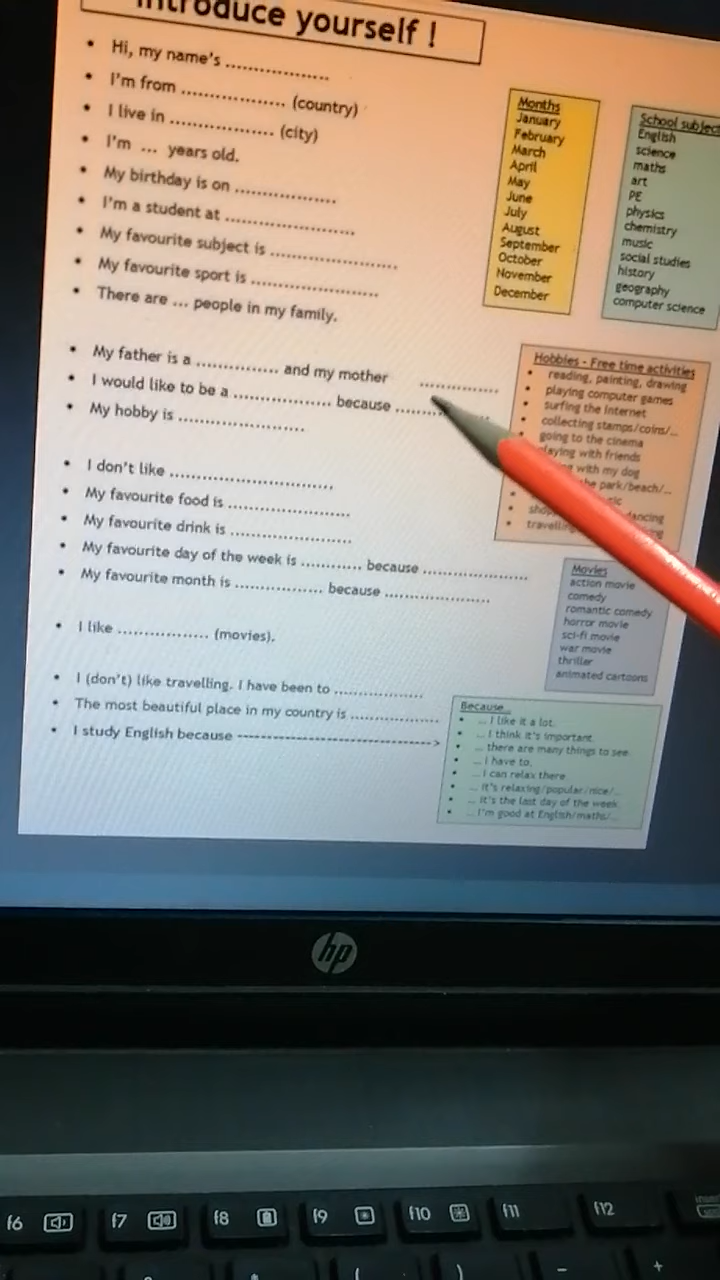 Introduce yourself !
• Hi, my name's ..................
• I'm from .................. (country)
• I live in .................. (city)
• I'm ... years old.
• My birthday is on ..................
• I'm a student at ..................
• My favourite subject is ..................
• My favourite sport is ..................
• There are ... people in my family.
• My father is a .............. and my mother ..............
• I would like to be a ................. because ........
• My hobby is ..................
• I don't like ..................
• My favourite food is ..................
• My favourite drink is ..................
• My favourite day of the week is ............ because ..................
• My favourite month is ................ because ..................
• I like ................. (movies).
• I (don't) like travelling. I have been to ...............
• The most beautiful place in my country is ...............
• I study English because ---------------------------------->
Months
January
February
March
April
May
June
July
August
September
October
November
December
School subject
English
science
maths
art
PE
physics
chemistry
music
social studies
history
geography
computer science
Hobbies - Free time activities
• reading, painting, drawing
• playing computer games
• surfing the Internet
• collecting stamps/coins/...
• going to the cinema
playing with friends
with my dog
the park/beach/...
• 
• dancing
• travelling
Movies
action movie
comedy
romantic comedy
horror movie
sci-fi movie
war movie
thriller
animated cartoons
Because...
• ... I like it a lot.
• ... I think it's important.
• ... there are many things to see.
• ... I have to.
• ... I can relax there
• ... it's relaxing/popular/nice/...
• ... it's the last day of the week.
• ... I'm good at English/maths/...
hp
f6 f7 f8 f9 f10 f11 f12
( ) - +